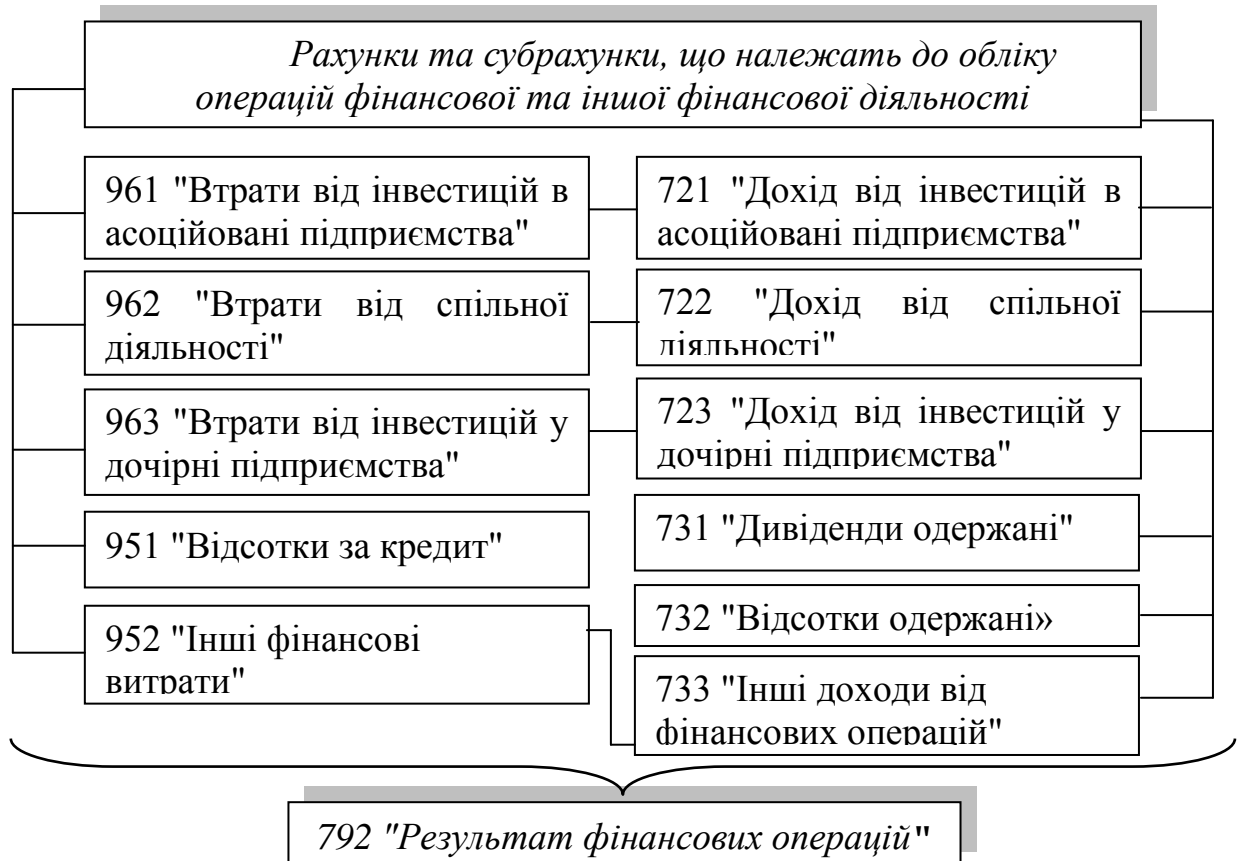 Рахунки та субрахунки, що належать до обліку
операцій фінансової та іншої фінансової діяльності
961 "Втрати від інвестицій в
асоційовані підприємства"
721 "Дохід від інвестицій в
асоційовані підприємства"
962 "Втрати від спільної
діяльності"
722 "Дохід від спільної
діяльності"
963 "Втрати від інвестицій у
дочірні підприємства"
723 "Дохід від інвестицій у
дочірні підприємства"
951 "Відсотки за кредит"
731 "Дивіденди одержані"
952 "Інші фінансові
витрати"
732 "Відсотки одержані»
733 "Інші доходи від
фінансових операцій"
792 "Результат фінансових операцій"